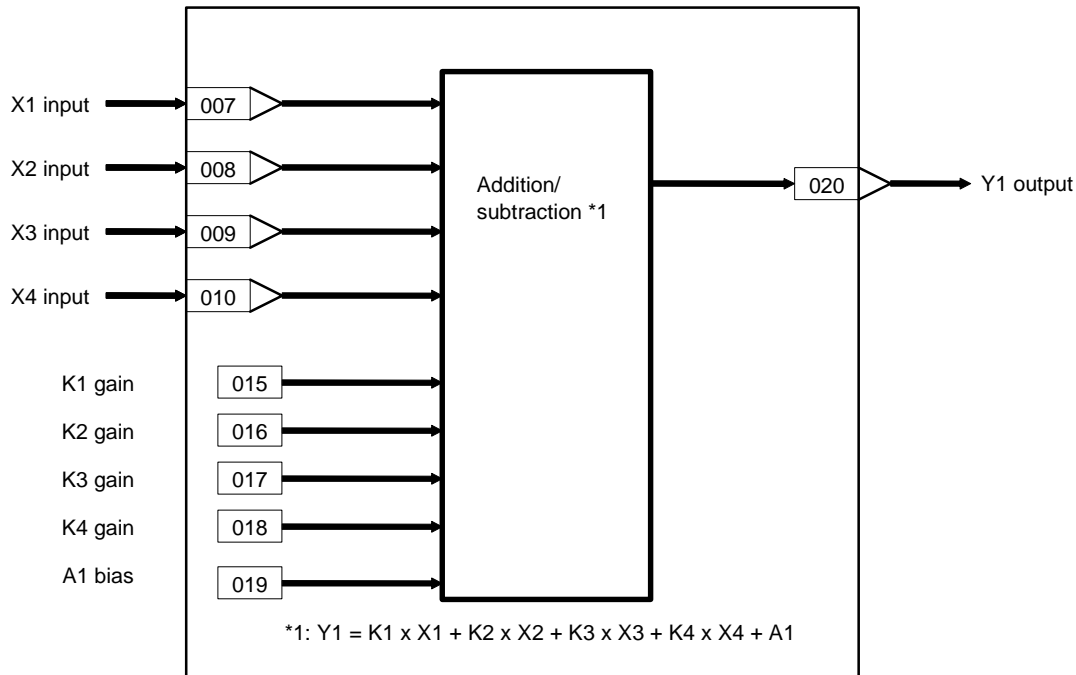 X1 input
007
X2 input
008
X3 input
009
X4 input
010
Addition/
subtraction *1
020
Y1 output
K1 gain
015
K2 gain
016
K3 gain
017
K4 gain
018
A1 bias
019
*1: Y1 = K1 x X1 + K2 x X2 + K3 x X3 + K4 x X4 + A1